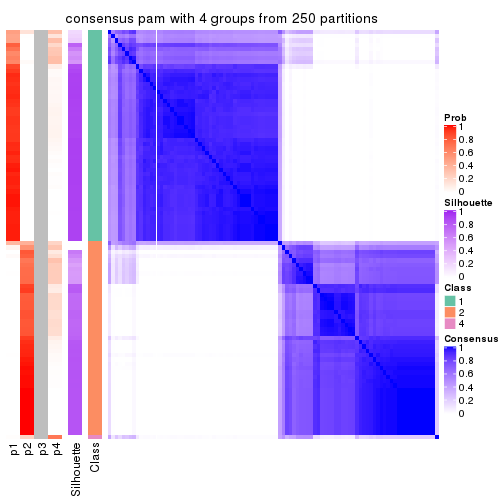 consensus pam with 4 groups from 250 partitions
Prob
1
0.8
0.6
0.4
0.2
0
Silhouette
1
0.8
0.6
0.4
0.2
0
Class
1
2
4
Consensus
1
0.8
0.6
0.4
0.2
0
p1
p2
p3
p4
Silhouette
Class